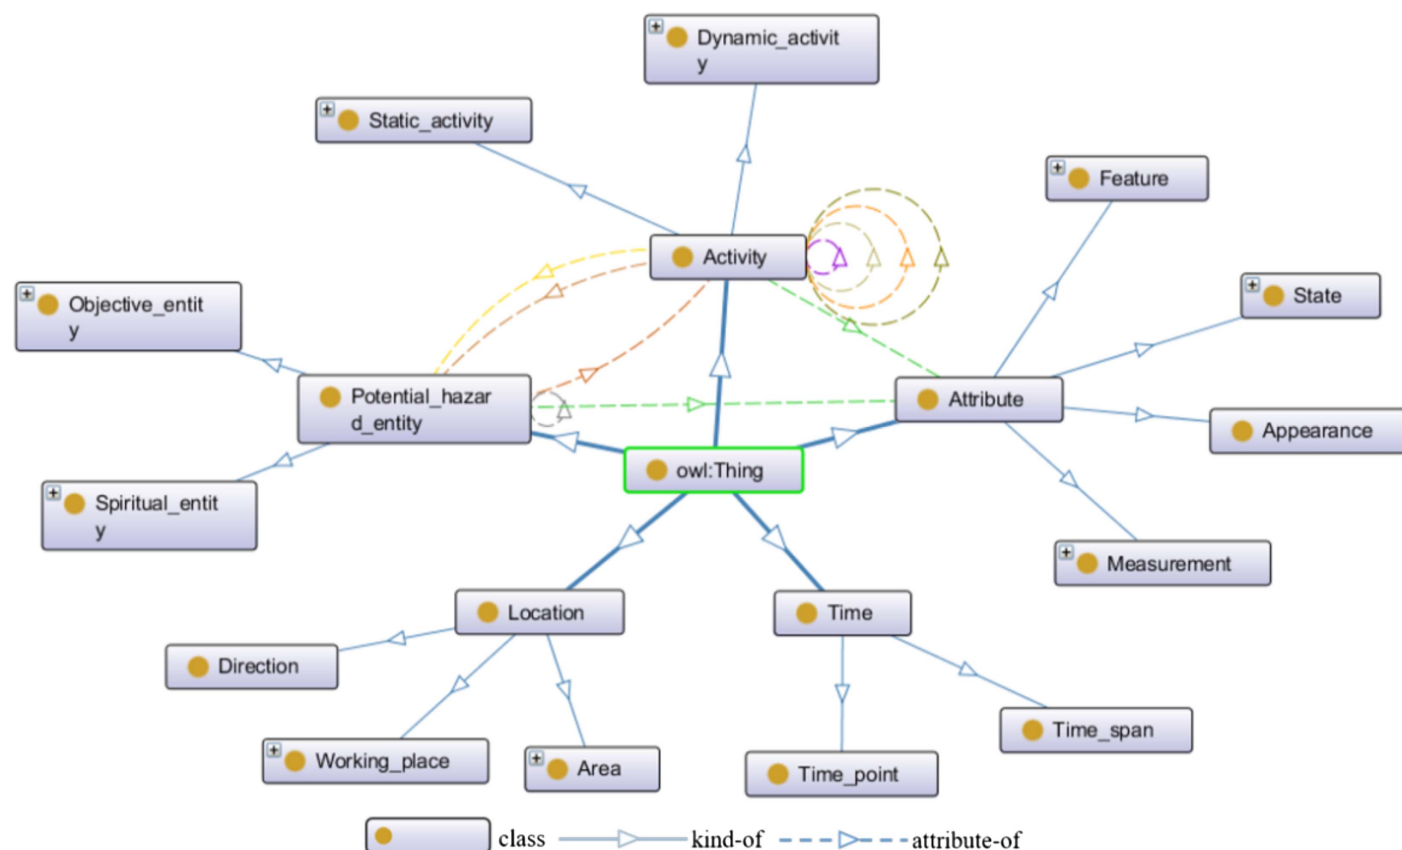 Dynamic_activit
y
Static_activity
Feature
Activity
State
Objective_entit
y
Potential_hazar
d_entity
Attribute
Appearance
owl:Thing
Spiritual_entit
y
Measurement
Location
Time
Direction
Time_span
Working_place
Area
Time_point
class
kind-of
attribute-of